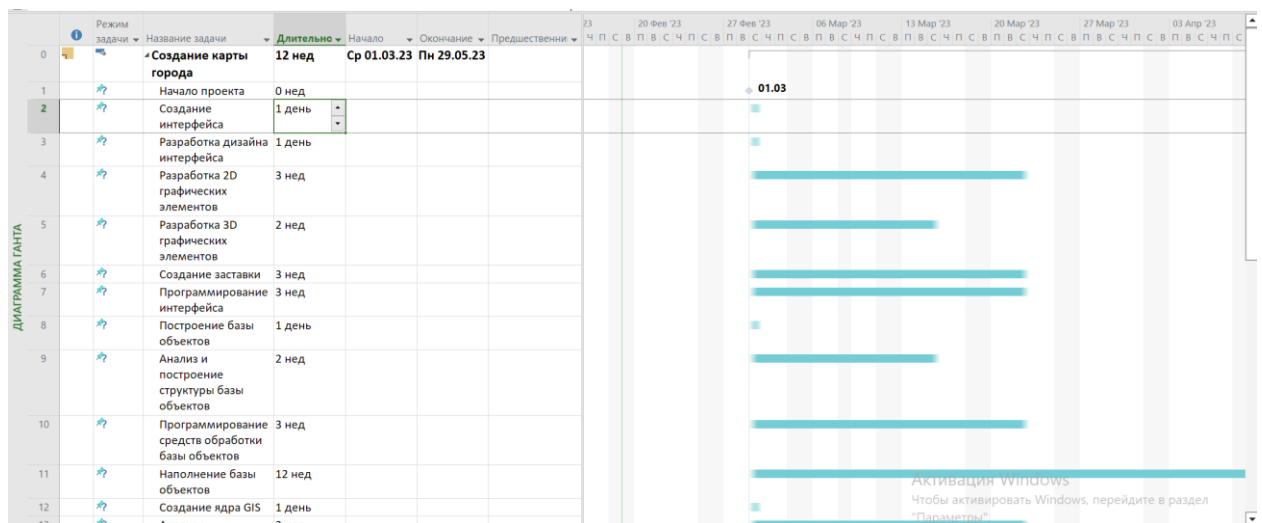 23 20 Фев '23 27 Фев '23 06 Мар '23 13 Мар '23 20 Мар '23 27 Мар '23 03 Апр '23
Режим
задачи Название задачи Длительно Начало Окончание Предшественни Ч П С В П В С Ч П С В П В С Ч П С В П В С Ч П С В П В С Ч П С В П В С Ч П С В П В С Ч П С
0 Создание карты 12 нед Ср 01.03.23 Пн 29.05.23
города
1 Начало проекта 0 нед 01.03
2 Создание 1 день
интерфейса
3 Разработка дизайна 1 день
интерфейса
4 Разработка 2D 3 нед
графических
элементов
5 Разработка 3D 2 нед
графических
элементов
6 Создание заставки 3 нед
7 Программирование 3 нед
интерфейса
8 Построение базы 1 день
объектов
9 Анализ и 2 нед
построение
структуры базы
объектов
10 Программирование 3 нед
средств обработки
базы объектов
11 Наполнение базы 12 нед
объектов
12 Создание ядра GIS 1 день
ДИАГРАММА ГАНТА
Активация Windows
Чтобы активировать Windows, перейдите в раздел
"Параметры".